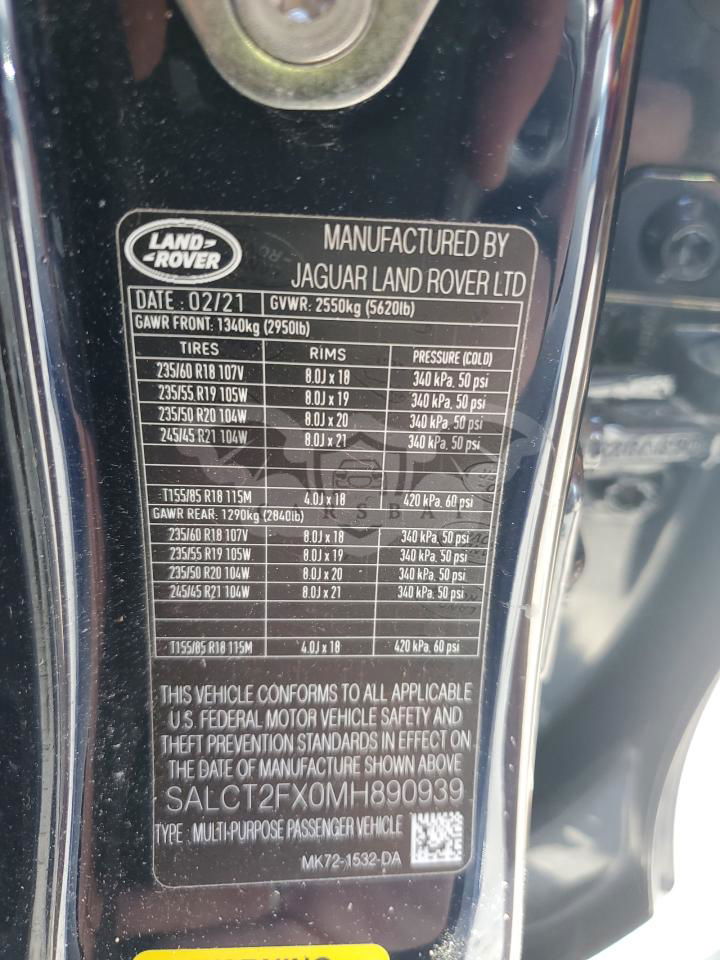 LAND
ROVER
MANUFACTURED BY
JAGUAR LAND ROVER LTD
DATE : 02/21 GVWR: 2550kg (5620lb)
GAWR FRONT: 1340kg (2950lb)
TIRES RIMS PRESSURE (COLD)
235/60 R18 107V 8.0J x 18 340 kPa, 50 psi
235/55 R19 105W 8.0J x 19 340 kPa, 50 psi
235/50 R20 104W 8.0J x 20 340 kPa, 50 psi
245/45 R21 104W 8.0J x 21 340 kPa, 50 psi
T155/85 R18 115M 4.0J x 18 420 kPa, 60 psi
GAWR REAR: 1290kg (2840lb)
235/60 R18 107V 8.0J x 18 340 kPa, 50 psi
235/55 R19 105W 8.0J x 19 340 kPa, 50 psi
235/50 R20 104W 8.0J x 20 340 kPa, 50 psi
245/45 R21 104W 8.0J x 21 340 kPa, 50 psi
T155/85 R18 115M 4.0J x 18 420 kPa, 60 psi
THIS VEHICLE CONFORMS TO ALL APPLICABLE
U.S. FEDERAL MOTOR VEHICLE SAFETY AND
THEFT PREVENTION STANDARDS IN EFFECT ON
THE DATE OF MANUFACTURE SHOWN ABOVE
SALCT2FX0MH890939
TYPE : MULTI-PURPOSE PASSENGER VEHICLE
MK72-1532-DA